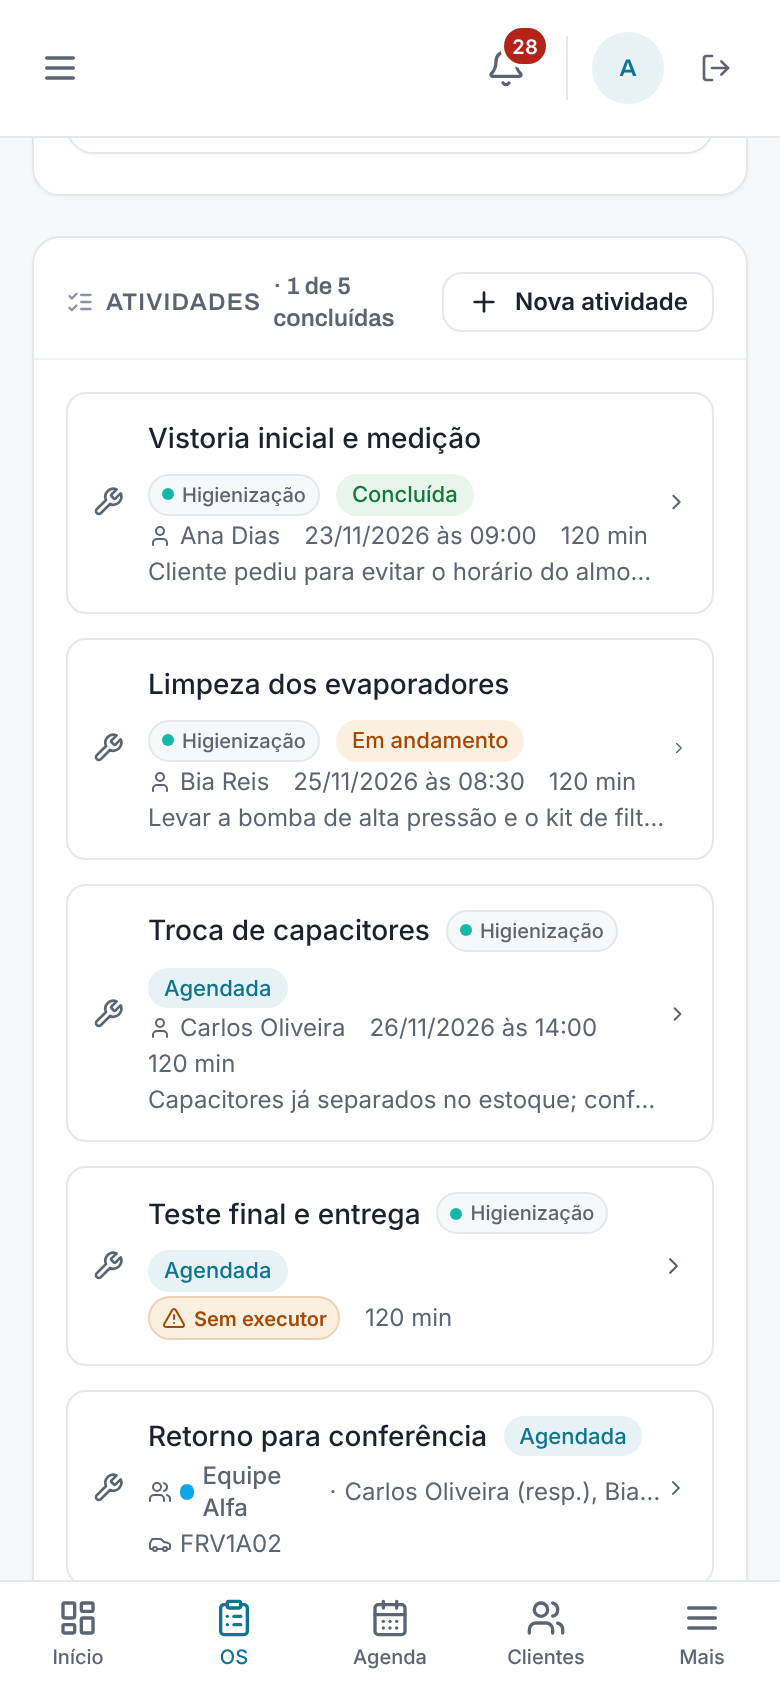 28
A
ATIVIDADES
· 1 de 5
concluídas
Nova atividade
Vistoria inicial e medição
Higienização Concluída
Ana Dias 23/11/2026 às 09:00 120 min
Cliente pediu para evitar o horário do almo...
Limpeza dos evaporadores
Higienização Em andamento
Bia Reis 25/11/2026 às 08:30 120 min
Levar a bomba de alta pressão e o kit de filt...
Troca de capacitores Higienização
Agendada
Carlos Oliveira 26/11/2026 às 14:00
120 min
Capacitores já separados no estoque; conf...
Teste final e entrega Higienização
Agendada
Sem executor 120 min
Retorno para conferência Agendada
Equipe
Alfa
· Carlos Oliveira (resp.), Bia...
FRV1A02
Início OS Agenda Clientes Mais